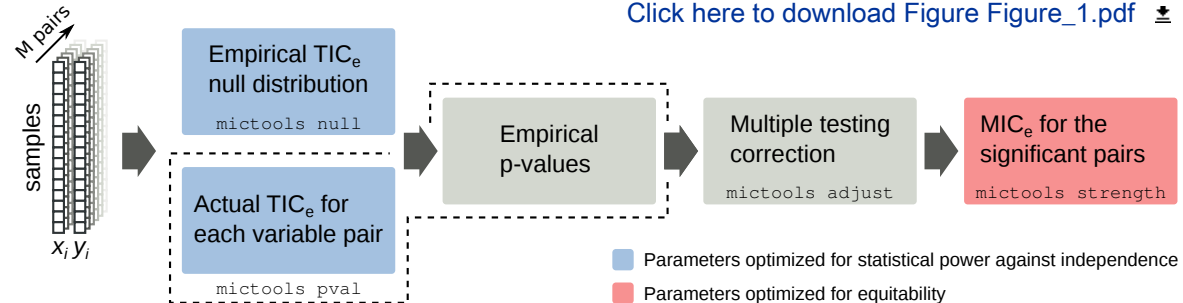 Click here to download Figure Figure_1.pdf
M pairs
samples
xi yi
Empirical TICe
null distribution
mictools null
Actual TICe for
each variable pair
mictools pval
Empirical
p-values
Multiple testing
correction
mictools adjust
MICe for the
significant pairs
mictools strength
Parameters optimized for statistical power against independence
Parameters optimized for equitability